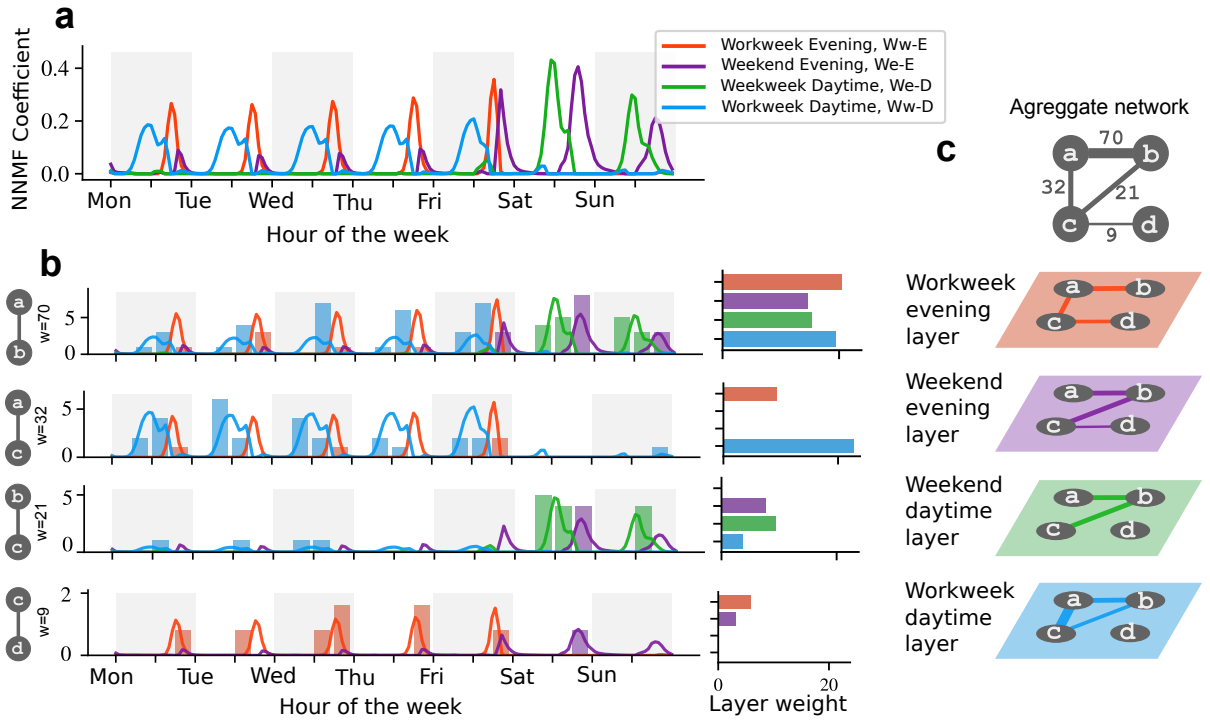 a
NNMF Coefficient
0.4
0.2
0.0
Workweek Evening, Ww-E
Weekend Evening, We-E
Weekweek Daytime, We-D
Workweek Daytime, Ww-D
Mon Tue Wed Thu Fri Sat Sun
Hour of the week
c
Agreggate network
a 70 b
32 21
c 9 d
b
a
b
w=70
5
0
a
c
w=32
5
0
b
c
w=21
5
0
c
d
w=9
2
0
Mon Tue Wed Thu Fri Sat Sun
Hour of the week
0 20
Layer weight
Workweek
evening
layer
a b
c d
Weekend
evening
layer
a b
c d
Weekend
daytime
layer
a b
c d
Workweek
daytime
layer
a b
c d